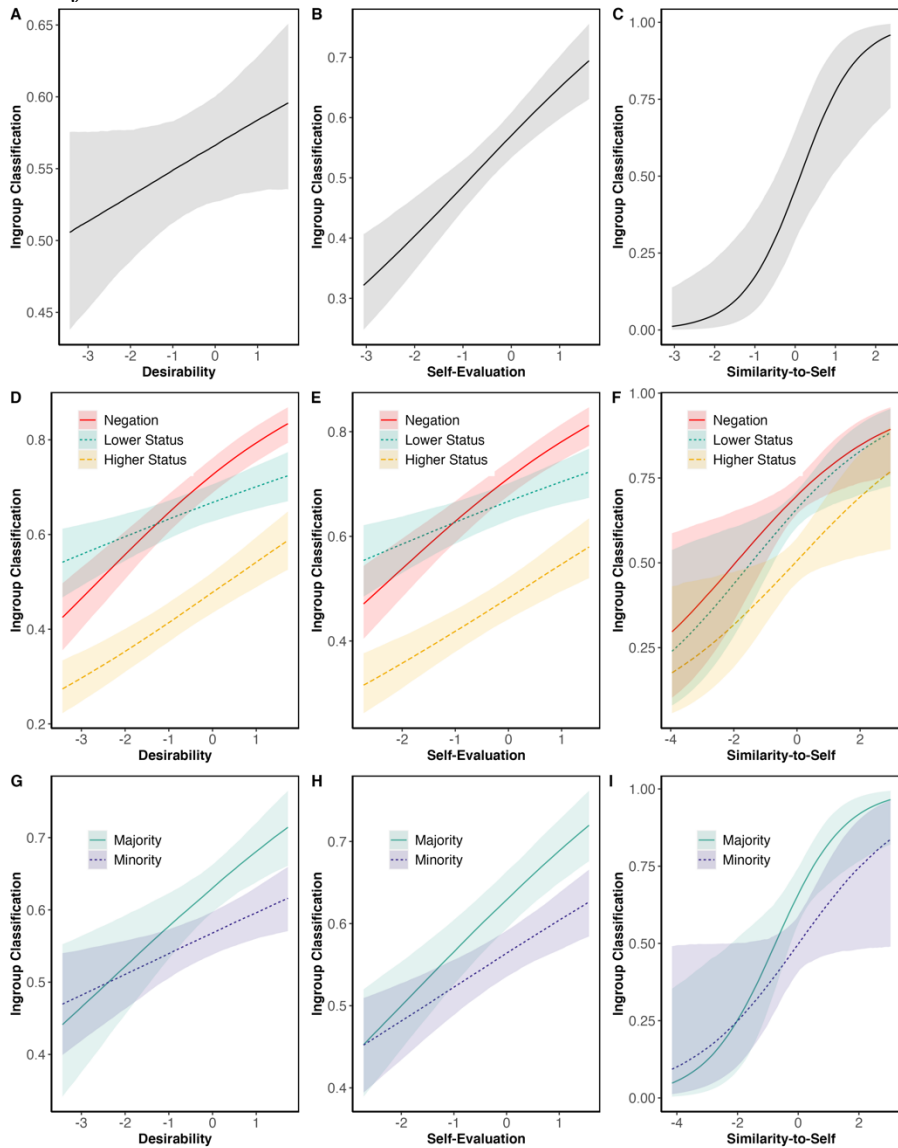 A
Ingroup Classification
0.65
0.60
0.55
0.50
0.45
-3
-2
-1
0
1
Desirability
B
Ingroup Classification
0.7
0.6
0.5
0.4
0.3
-3
-2
-1
0
1
Self-Evaluation
C
Ingroup Classification
1.00
0.75
0.50
0.25
0.00
-3
-2
-1
0
1
2
Similarity-to-Self
D
Ingroup Classification
0.8
0.6
0.4
0.2
Negation
Lower Status
Higher Status
-3
-2
-1
0
1
Desirability
E
Ingroup Classification
0.8
0.6
0.4
Negation
Lower Status
Higher Status
-2
-1
0
1
Self-Evaluation
F
Ingroup Classification
1.00
0.75
0.50
0.25
Negation
Lower Status
Higher Status
-4
-2
0
2
Similarity-to-Self
G
Ingroup Classification
0.7
0.6
0.5
0.4
Majority
Minority
-3
-2
-1
0
1
Desirability
H
Ingroup Classification
0.7
0.6
0.5
0.4
Majority
Minority
-2
-1
0
1
Self-Evaluation
I
Ingroup Classification
1.00
0.75
0.50
0.25
0.00
Majority
Minority
-4
-2
0
2
Similarity-to-Self